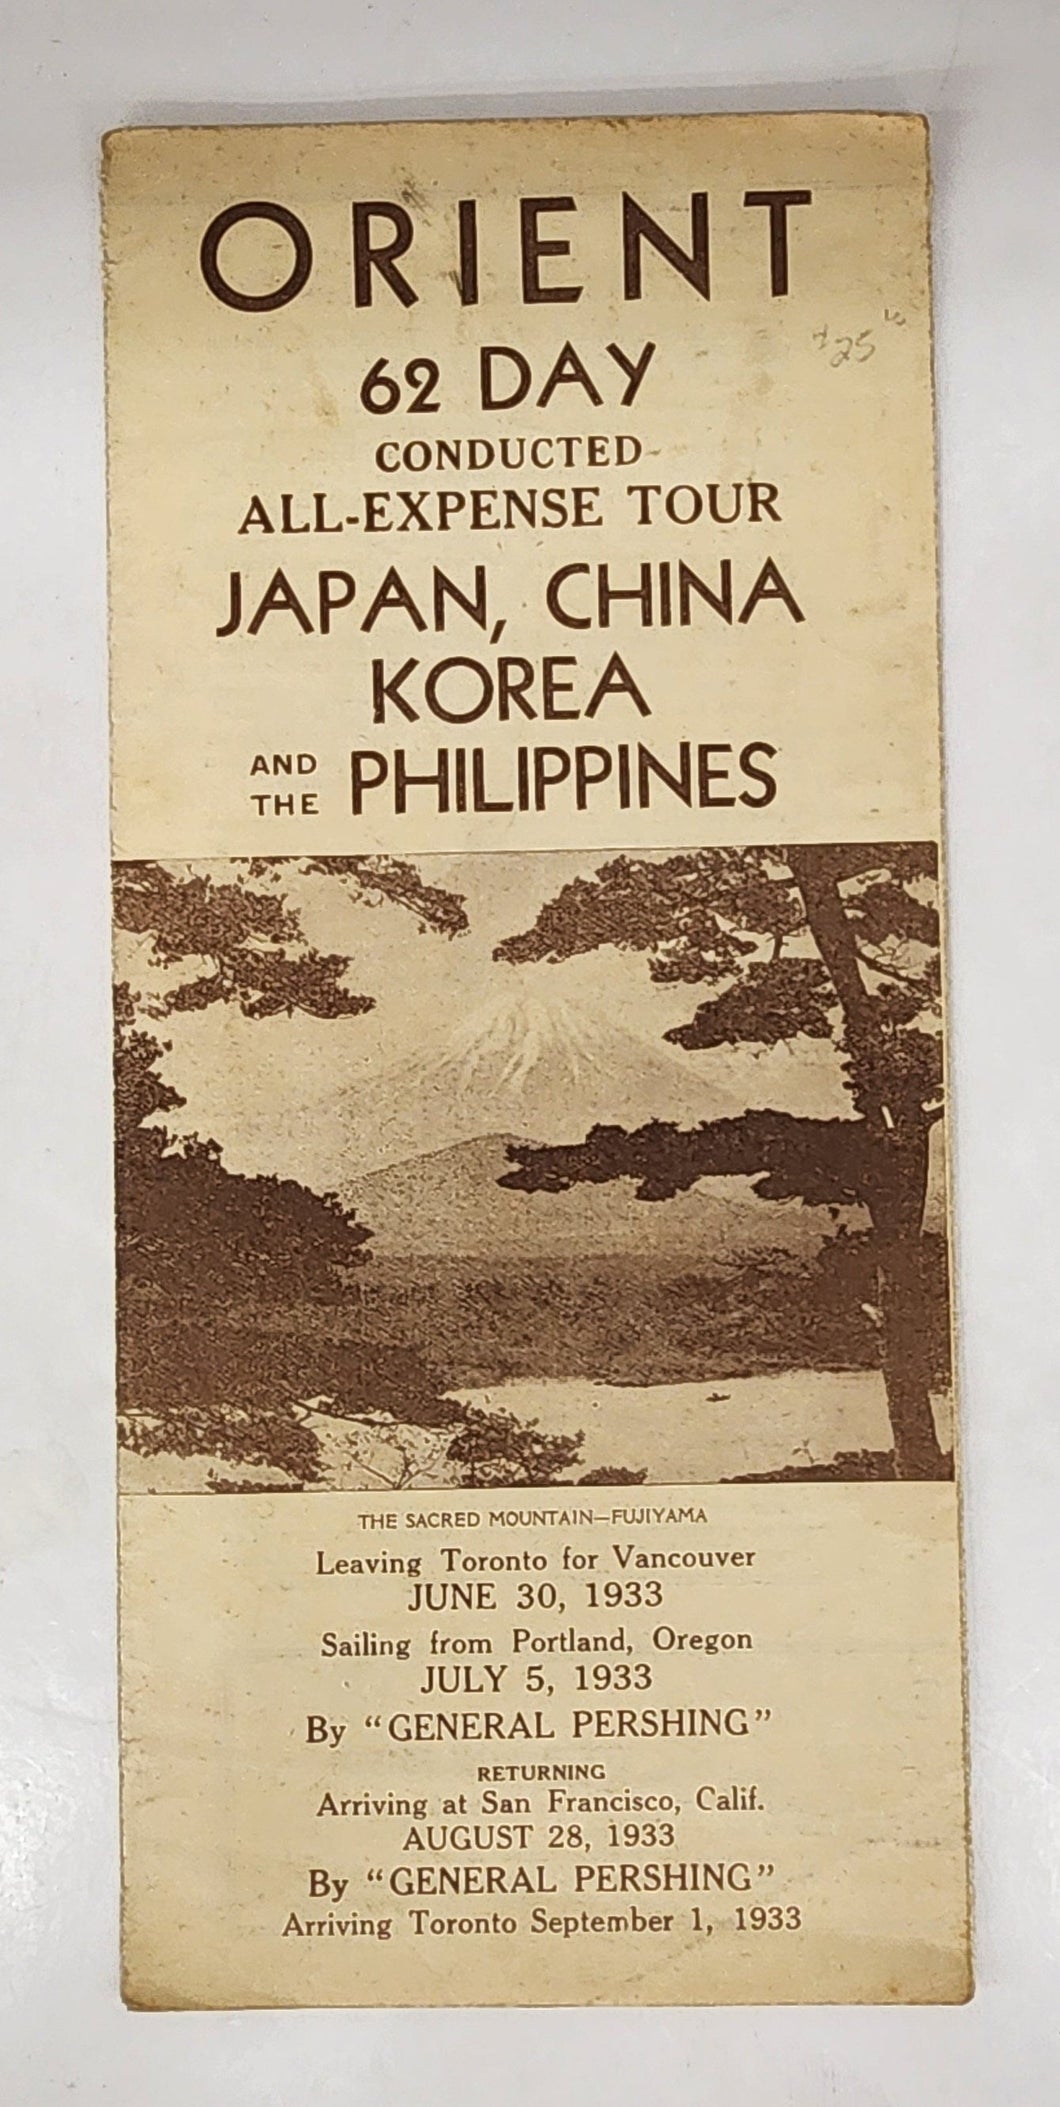 ORIENT
62 DAY
CONDUCTED
ALL-EXPENSE TOUR
JAPAN, CHINA
KOREA
AND THE PHILIPPINES
THE SACRED MOUNTAIN—FUJIYAMA
Leaving Toronto for Vancouver
JUNE 30, 1933
Sailing from Portland, Oregon
JULY 5, 1933
By “GENERAL PERSHING”
RETURNING
Arriving at San Francisco, Calif.
AUGUST 28, 1933
By “GENERAL PERSHING”
Arriving Toronto September 1, 1933